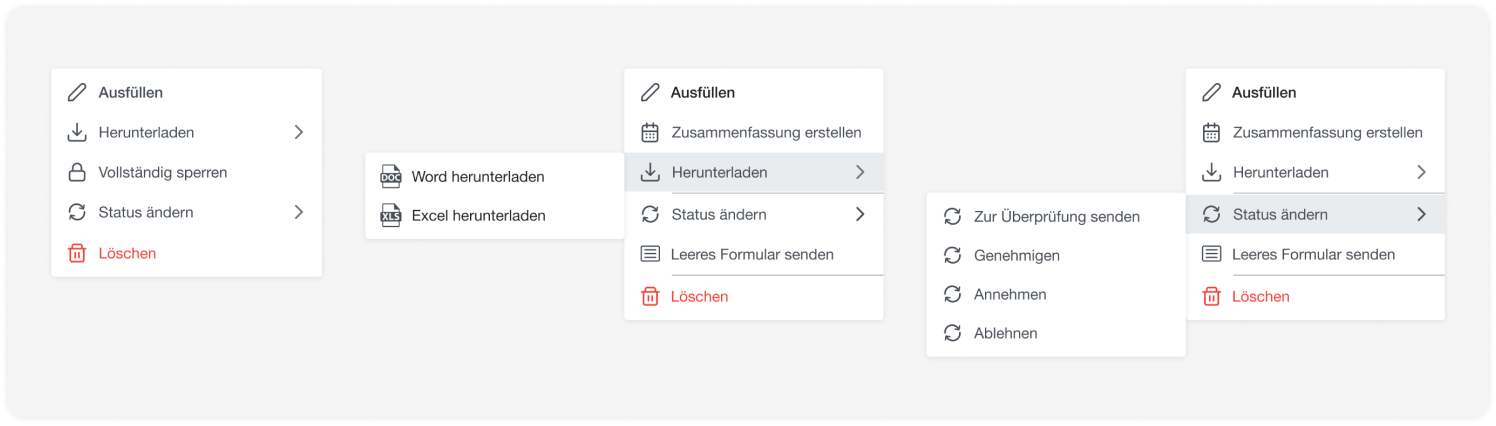 Ausfüllen
Herunterladen
Vollständig sperren
Status ändern
Löschen
DOC Word herunterladen
XLS Excel herunterladen
Ausfüllen
Zusammenfassung erstellen
Herunterladen
Status ändern
Leeres Formular senden
Löschen
Zur Überprüfung senden
Genehmigen
Annehmen
Ablehnen
Ausfüllen
Zusammenfassung erstellen
Herunterladen
Status ändern
Leeres Formular senden
Löschen